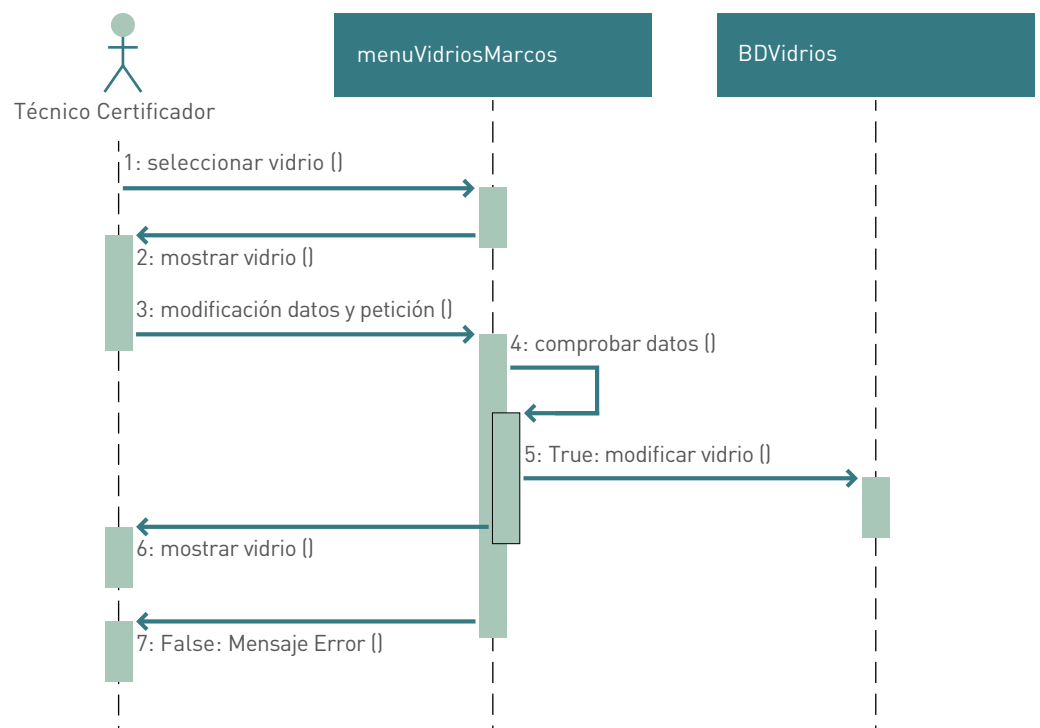 menuVidriosMarcos
BDVidrios
Técnico Certificador
1: seleccionar vidrio ()
2: mostrar vidrio ()
3: modificación datos y petición ()
4: comprobar datos ()
5: True: modificar vidrio ()
6: mostrar vidrio ()
7: False: Mensaje Error ()